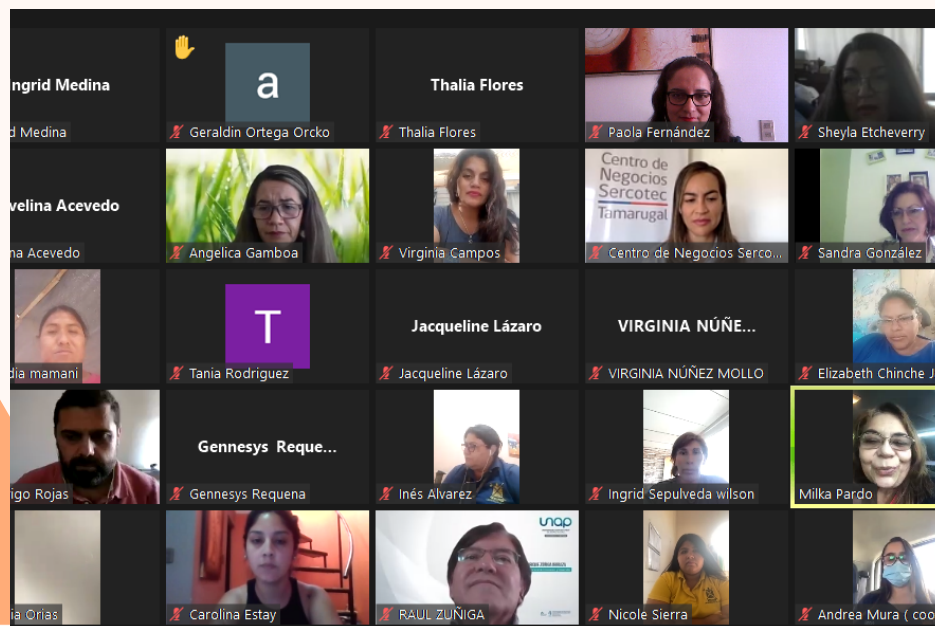 ngrid Medina
d Medina
a
Geraldin Ortega Orcko
Thalia Flores
Thalia Flores
Paola Fernández
Sheyla Etcheverry
velina Acevedo
na Acevedo
Angelica Gamboa
Virginia Campos
Centro de
Negocios
Sercotec
Tamarugal
Centro de Negocios Serco...
Sandra González
dia mamani
T
Tania Rodriguez
Jacqueline Lázaro
Jacqueline Lázaro
VIRGINIA NÚÑE...
VIRGINIA NÚÑEZ MOLLO
Elizabeth Chinche J
igo Rojas
Gennesys Reque...
Gennesys Requena
Inés Alvarez
Ingrid Sepulveda wilson
Milka Pardo
ia Orias
Carolina Estay
unap
RAUL ZUÑIGA
Nicole Sierra
Andrea Mura ( coo